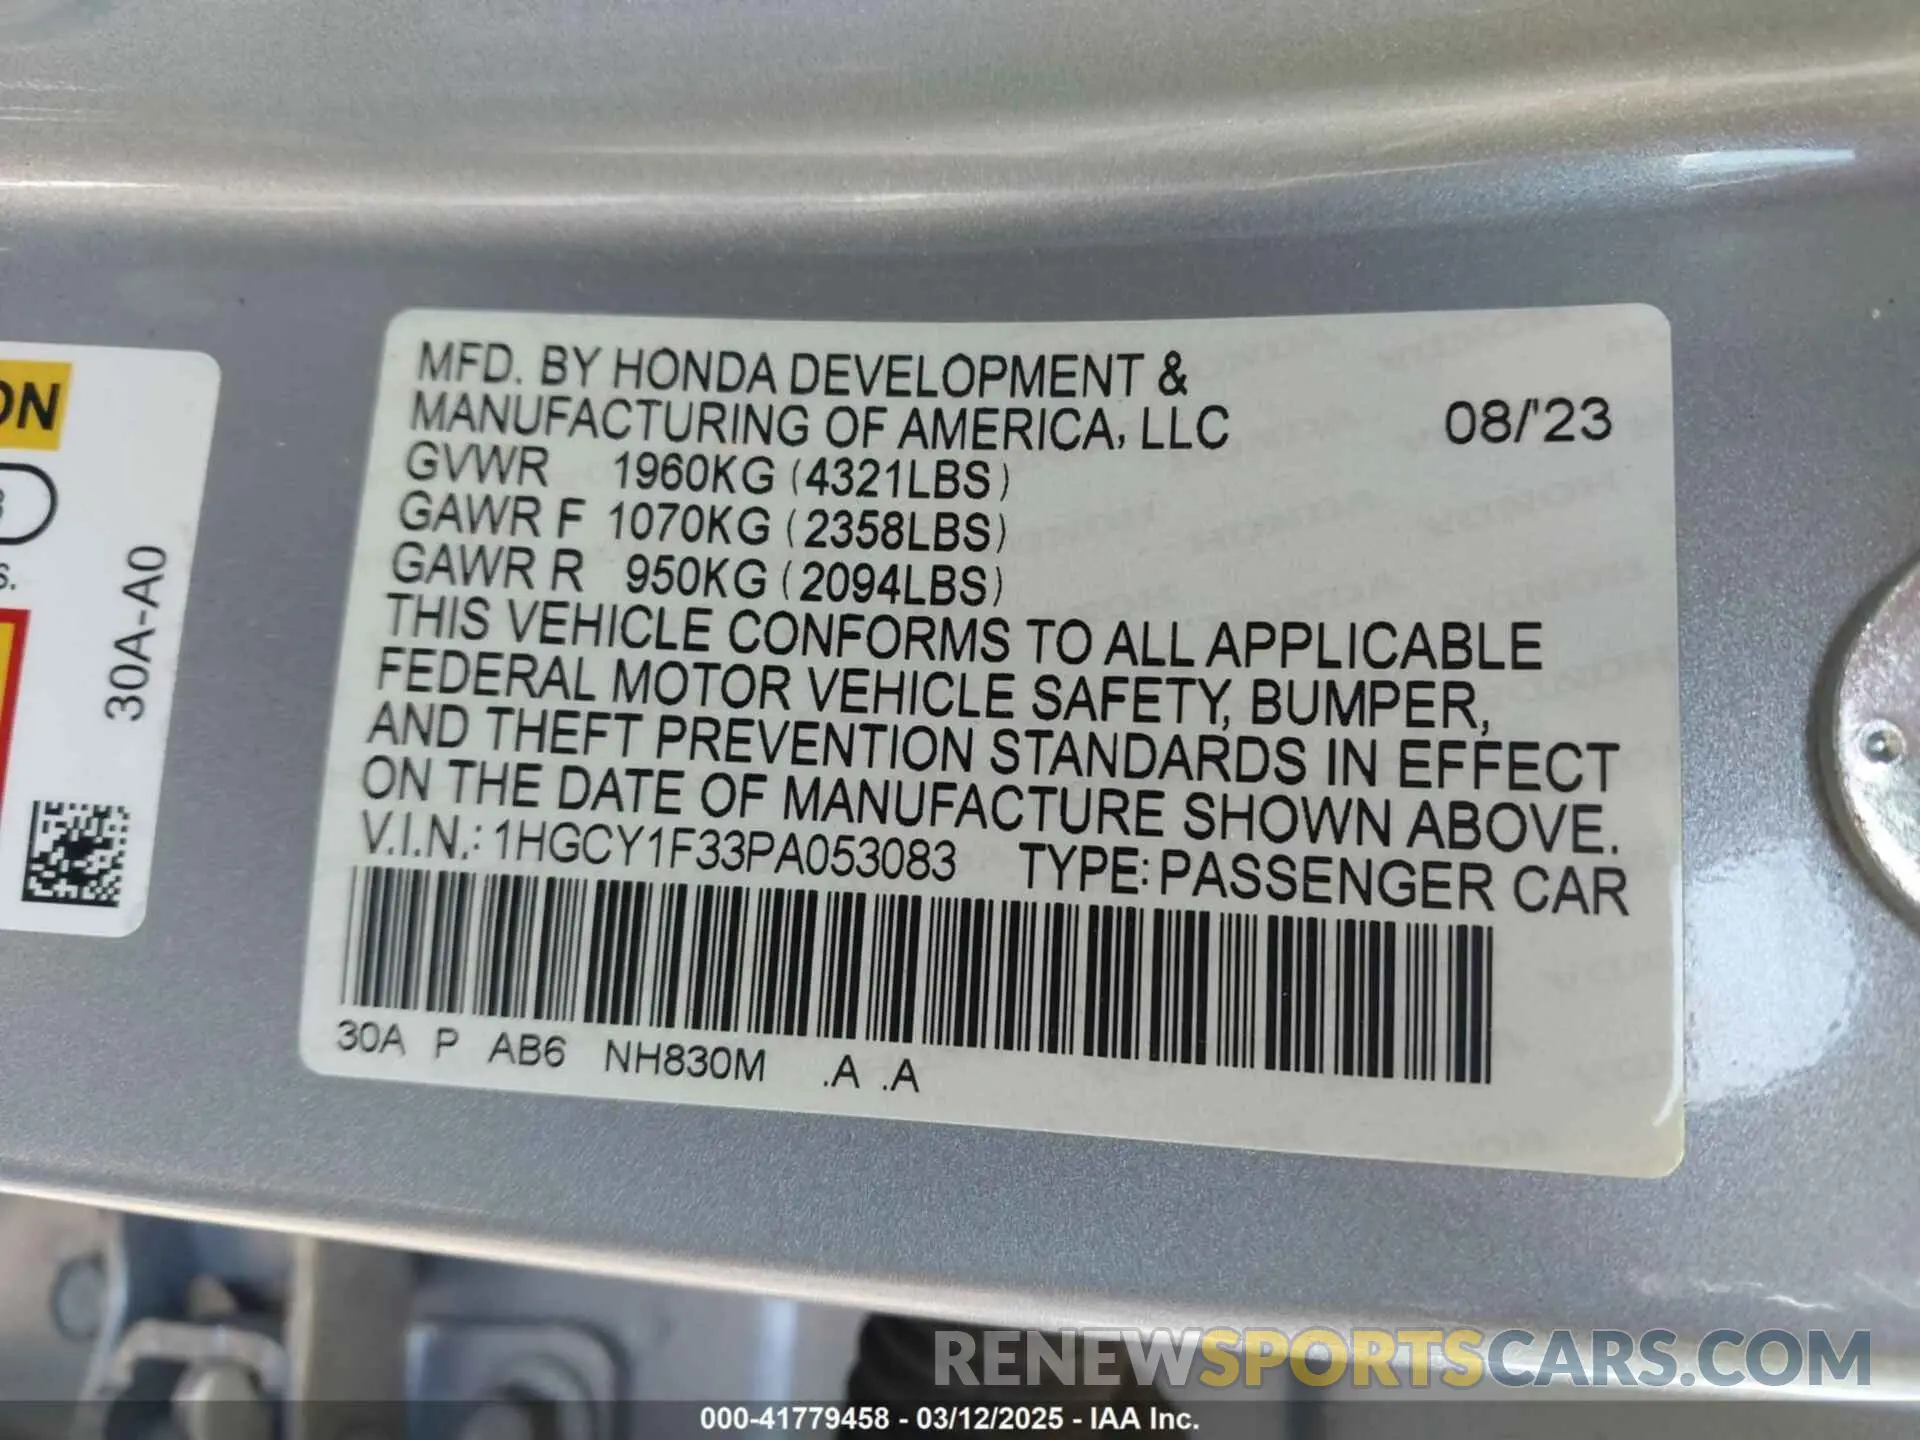 MFD. BY HONDA DEVELOPMENT &
MANUFACTURING OF AMERICA, LLC 08/'23
GVWR 1960KG (4321LBS)
GAWR F 1070KG (2358LBS)
GAWR R 950KG (2094LBS)
THIS VEHICLE CONFORMS TO ALL APPLICABLE
FEDERAL MOTOR VEHICLE SAFETY, BUMPER,
AND THEFT PREVENTION STANDARDS IN EFFECT
ON THE DATE OF MANUFACTURE SHOWN ABOVE.
V.I.N.: 1HGCY1F33PA053083 TYPE: PASSENGER CAR
30A P AB6 NH830M .A .A
30A-A0
RENEWSPORTSCARS.COM
000-41779458 - 03/12/2025 - IAA Inc.